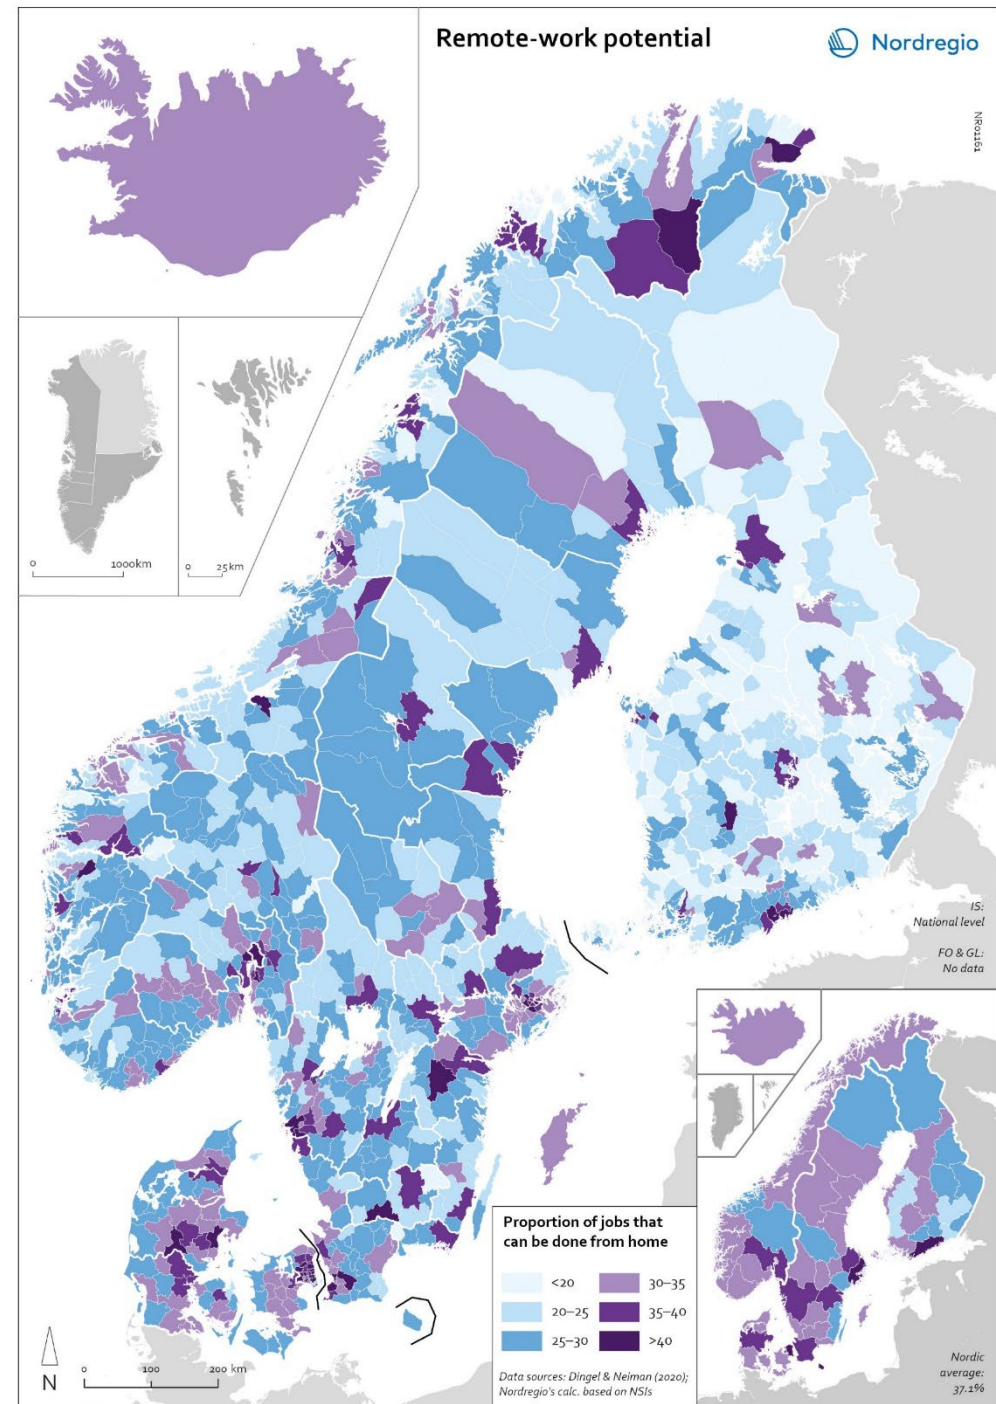 Remote-work potential
Nordregio
NR01161
0 1000km
0 25km
IS:
National level
FO & GL:
No data
Proportion of jobs that
can be done from home
<20 30–35
20–25 35–40
25–30 >40
Data sources: Dingel & Neiman (2020);
Nordregio's calc. based on NSIs
Nordic
average:
37.1%
N
0 100 200 km